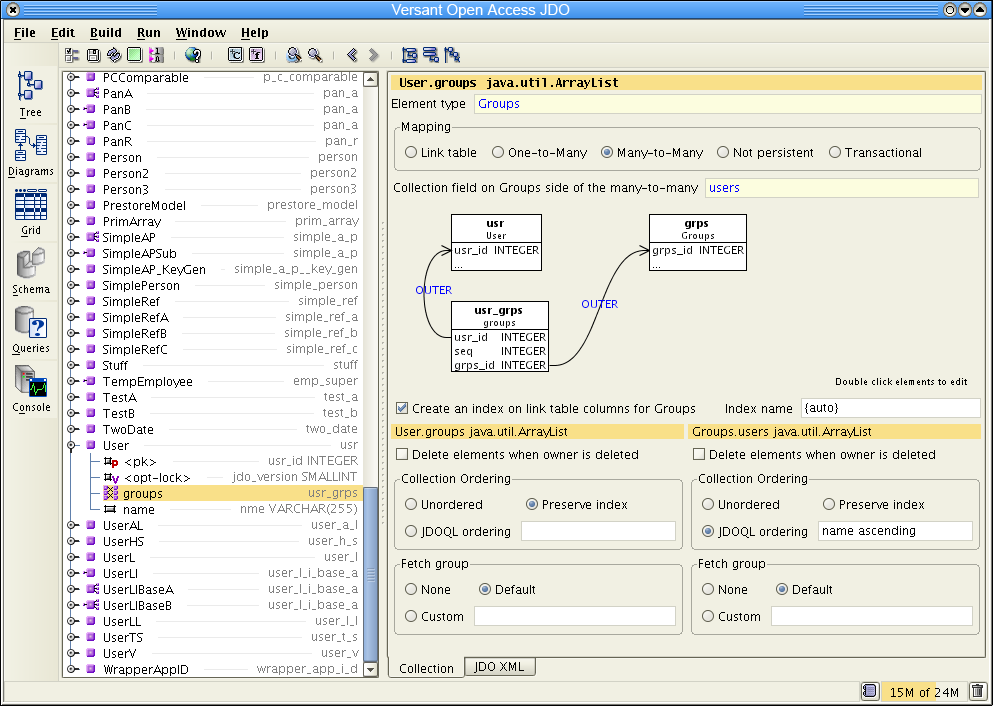 Versant Open Access JDO
File Edit Build Run Window Help
Tree
Diagrams
Grid
Schema
Queries
Console
PCComparable p_c_comparable
PanA pan_a
PanB pan_a
PanC pan_a
PanR pan_r
Person person
Person2 person2
Person3 person3
PrestoreModel prestore_model
PrimArray prim_array
SimpleAP simple_a_p
SimpleAPSub simple_a_p
SimpleAP_KeyGen simple_a_p__key_gen
SimplePerson simple_person
SimpleRef simple_ref
SimpleRefA simple_ref_a
SimpleRefB simple_ref_b
SimpleRefC simple_ref_c
Stuff stuff
TempEmployee emp_super
TestA test_a
TestB test_b
TwoDate two_date
User usr
<pk> usr_id INTEGER
<opt-lock> jdo_version SMALLINT
groups usr_grps
name nme VARCHAR(255)
UserAL user_a_l
UserHS user_h_s
UserL user_l
UserLI user_l_i_base_a
UserLIBaseA user_l_i_base_a
UserLIBaseB user_l_i_base_a
UserLL user_l_l
UserTS user_t_s
UserV user_v
WrapperAppID wrapper_app_i_d
User.groups java.util.ArrayList
Element type Groups
Mapping
Link table One-to-Many Many-to-Many Not persistent Transactional
Collection field on Groups side of the many-to-many users
usr
User
usr_id INTEGER
...
grps
Groups
grps_id INTEGER
...
OUTER
OUTER
usr_grps
groups
usr_id INTEGER
seq INTEGER
grps_id INTEGER
Double click elements to edit
Create an index on link table columns for Groups Index name {auto}
User.groups java.util.ArrayList
Delete elements when owner is deleted
Collection Ordering
Unordered Preserve index
JDOQL ordering
Fetch group
None Default
Custom
Groups.users java.util.ArrayList
Delete elements when owner is deleted
Collection Ordering
Unordered Preserve index
JDOQL ordering name ascending
Fetch group
None Default
Custom
Collection JDO XML
15M of 24M